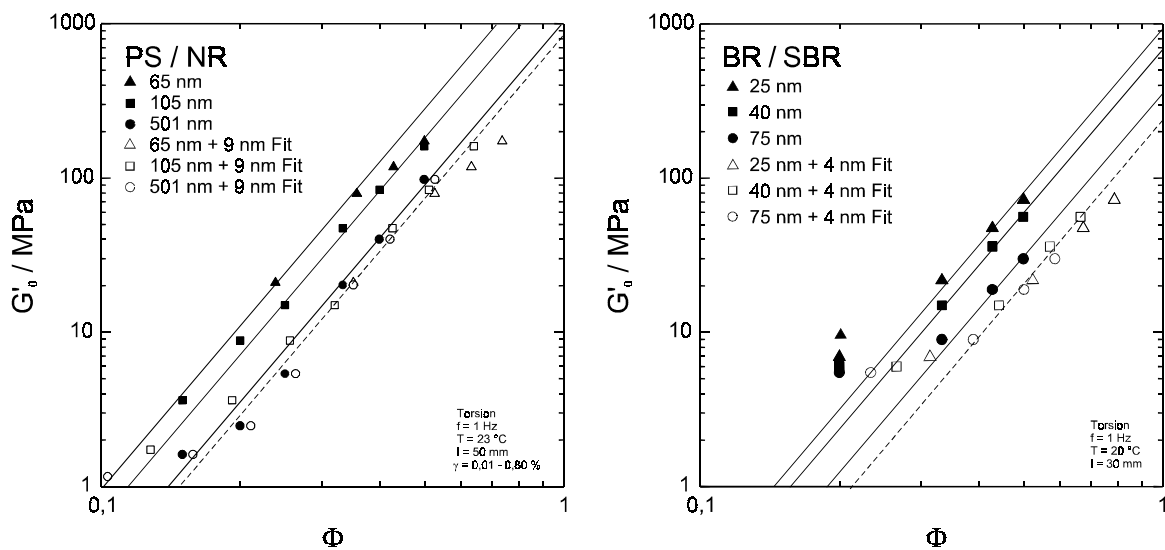 1000
100
10
1
G'₀ / MPa
PS / NR
▲ 65 nm
■ 105 nm
● 501 nm
△ 65 nm + 9 nm Fit
□ 105 nm + 9 nm Fit
○ 501 nm + 9 nm Fit
Torsion
f = 1 Hz
T = 23 °C
l = 50 mm
γ = 0,01 - 0,80 %
0,1 1
Φ
1000
100
10
1
G'₀ / MPa
BR / SBR
▲ 25 nm
■ 40 nm
● 75 nm
△ 25 nm + 4 nm Fit
□ 40 nm + 4 nm Fit
○ 75 nm + 4 nm Fit
Torsion
f = 1 Hz
T = 20 °C
l = 30 mm
0,1 1
Φ